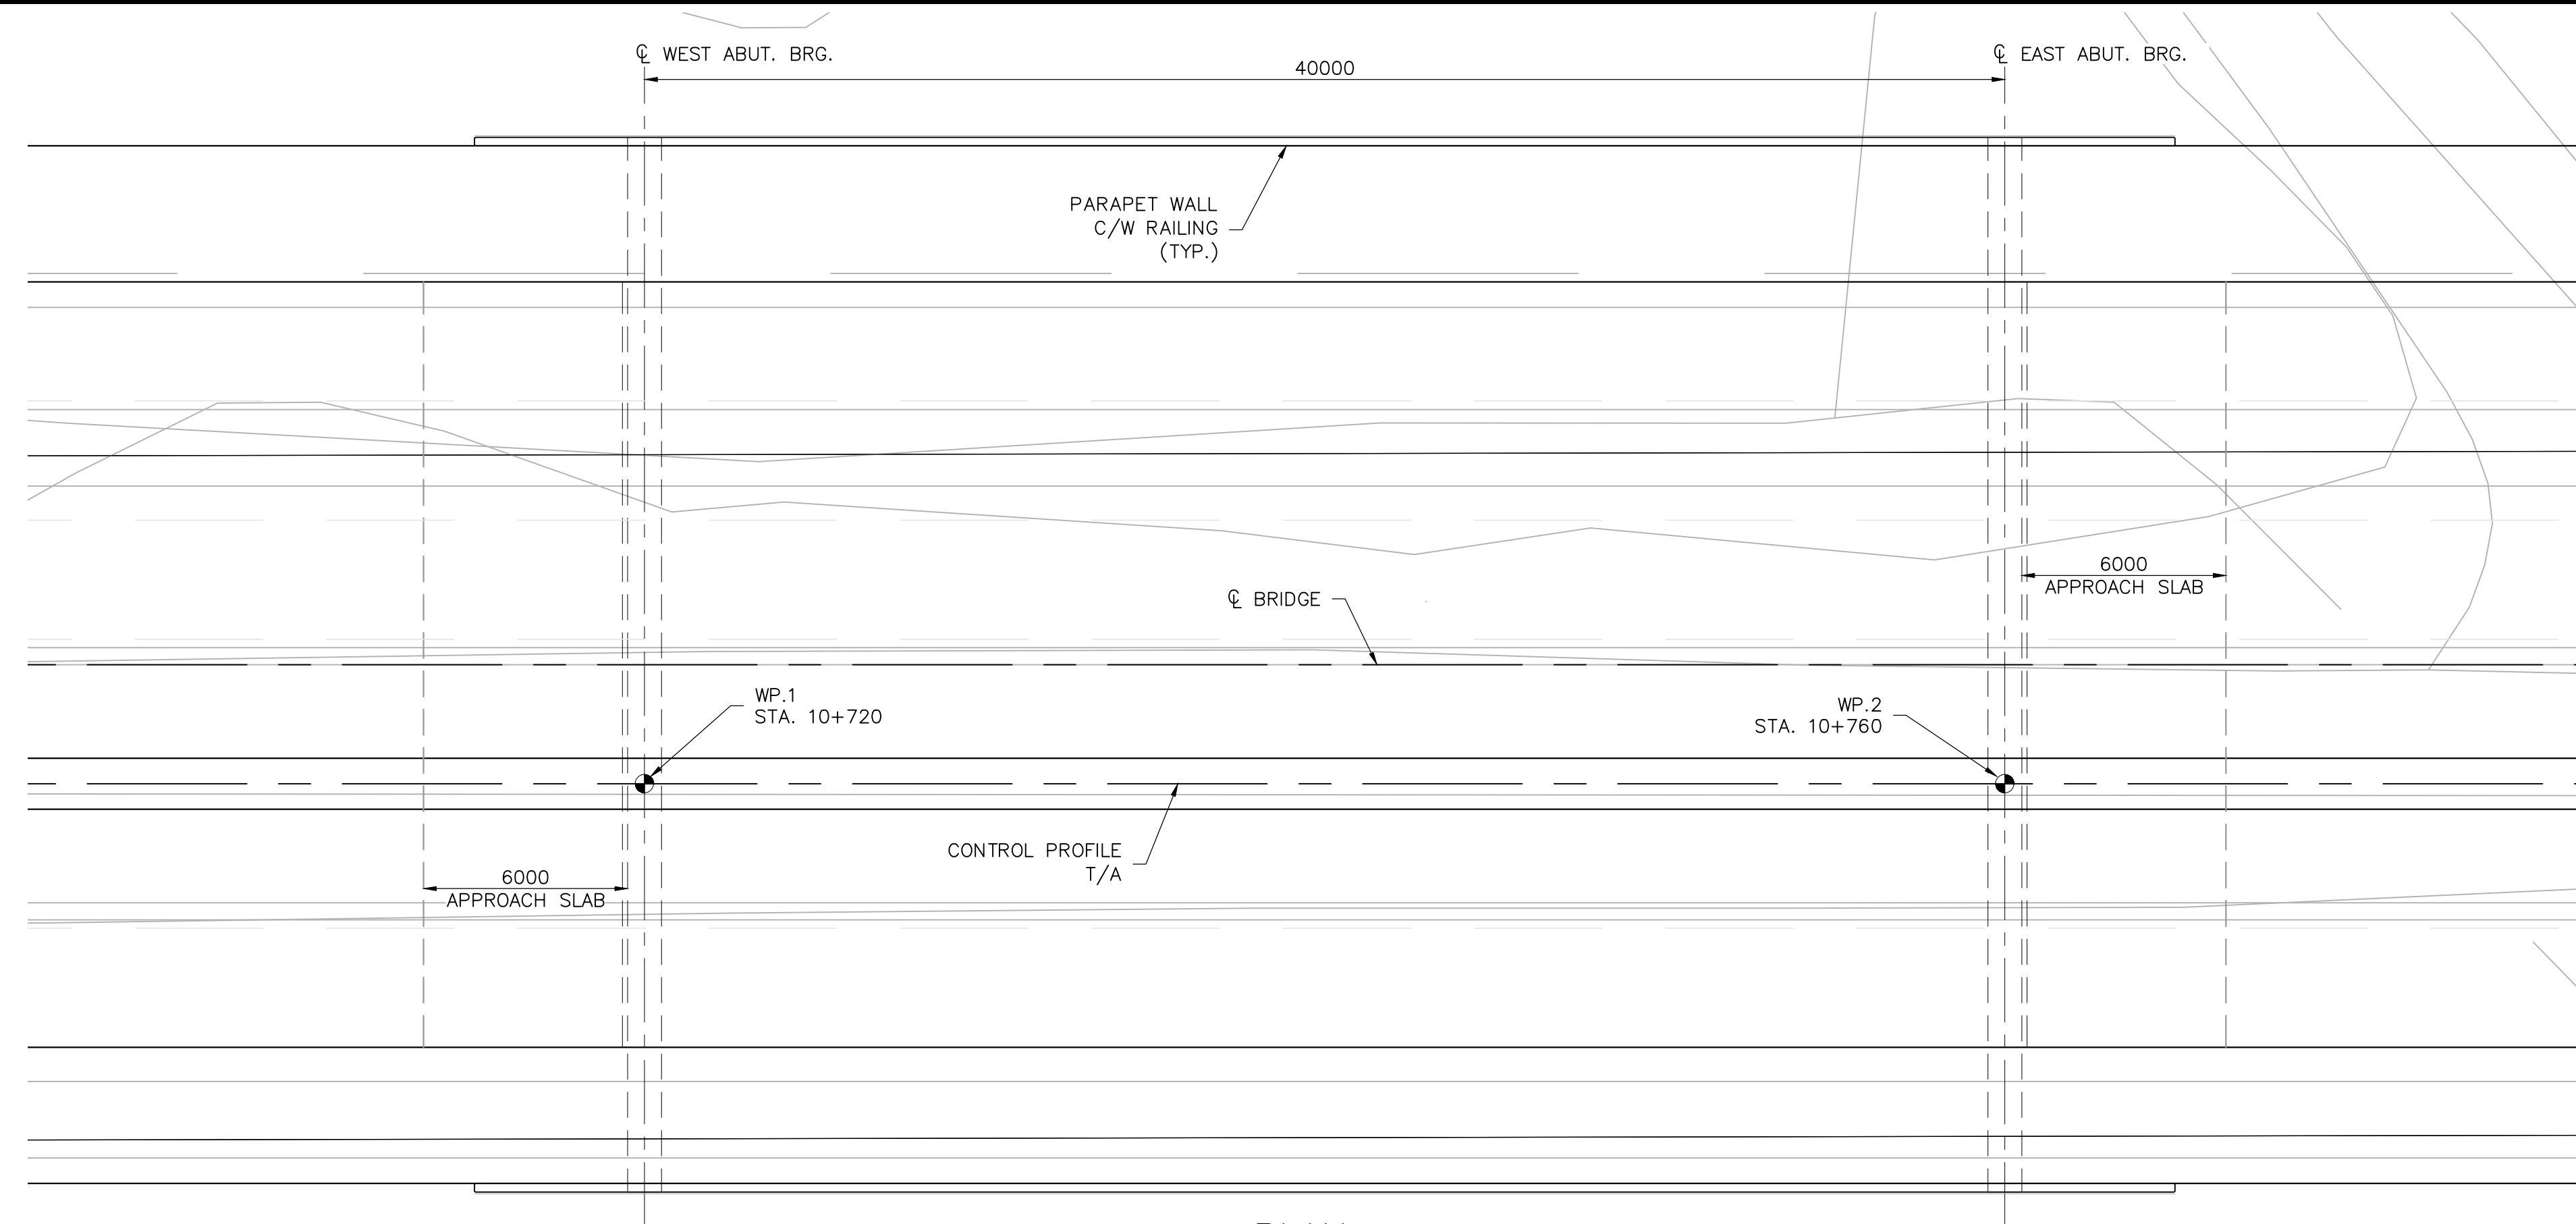 ℄ WEST ABUT. BRG.
℄ EAST ABUT. BRG.
40000
PARAPET WALL
C/W RAILING
(TYP.)
6000
APPROACH SLAB
℄ BRIDGE
WP.1
STA. 10+720
WP.2
STA. 10+760
CONTROL PROFILE
T/A
6000
APPROACH SLAB